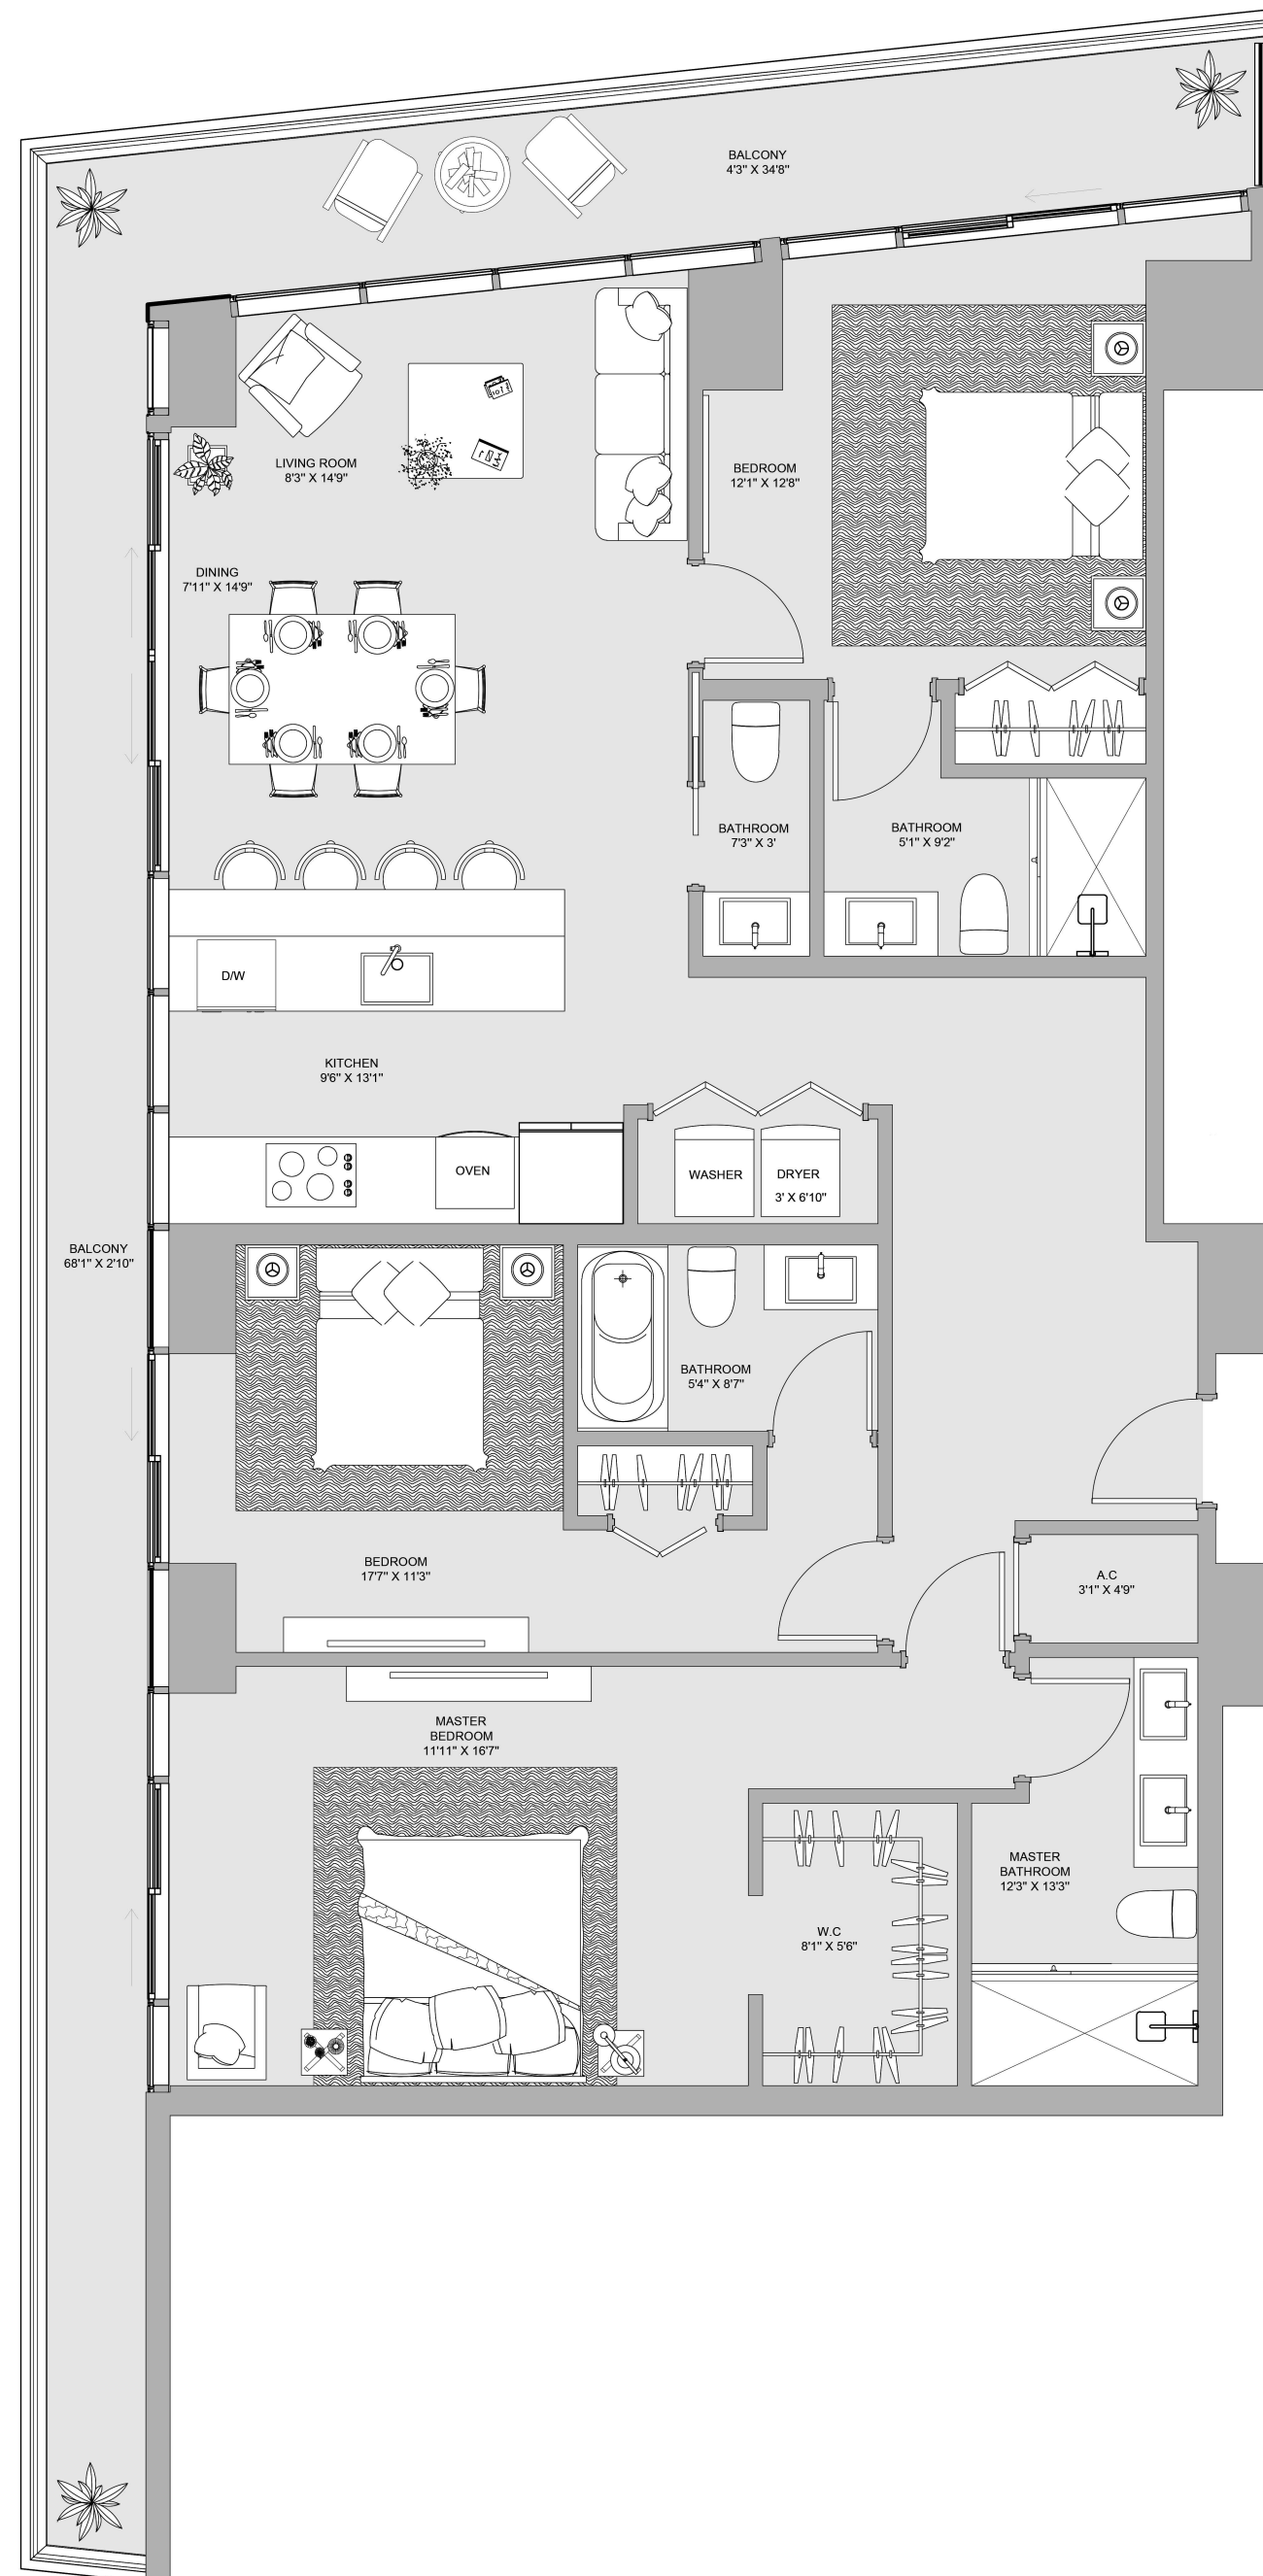 BALCONY
4'3" X 34'8"
LIVING ROOM
8'3" X 14'9"
BEDROOM
12'1" X 12'8"
DINING
7'11" X 14'9"
BATHROOM
7'3" X 3'
BATHROOM
5'1" X 9'2"
D/W
KITCHEN
9'6" X 13'1"
OVEN
WASHER
DRYER
3' X 6'10"
BALCONY
68'1" X 2'10"
BATHROOM
5'4" X 8'7"
BEDROOM
17'7" X 11'3"
A.C
3'1" X 4'9"
MASTER
BEDROOM
11'11" X 16'7"
MASTER
BATHROOM
12'3" X 13'3"
W.C
8'1" X 5'6"